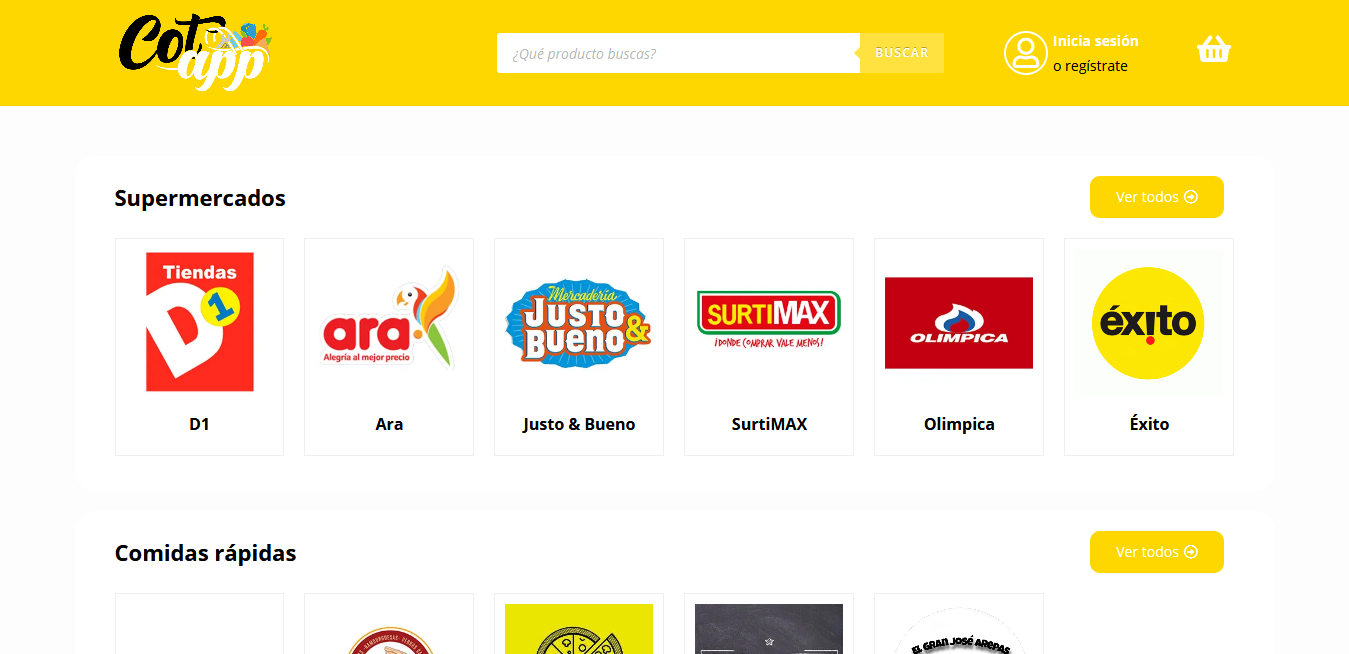 Cot
app
¿Qué producto buscas?
BUSCAR
Inicia sesión
o regístrate
Supermercados
Ver todos
Tiendas
D1
ara
Alegría al mejor precio
Mercadería
JUSTO &
BUENO
SURTIMAX
¡DONDE COMPRAR VALE MENOS!
OLIMPICA
éxito
D1
Ara
Justo & Bueno
SurtiMAX
Olimpica
Éxito
Comidas rápidas
Ver todos
EL GRAN JOSÉ AREPAS